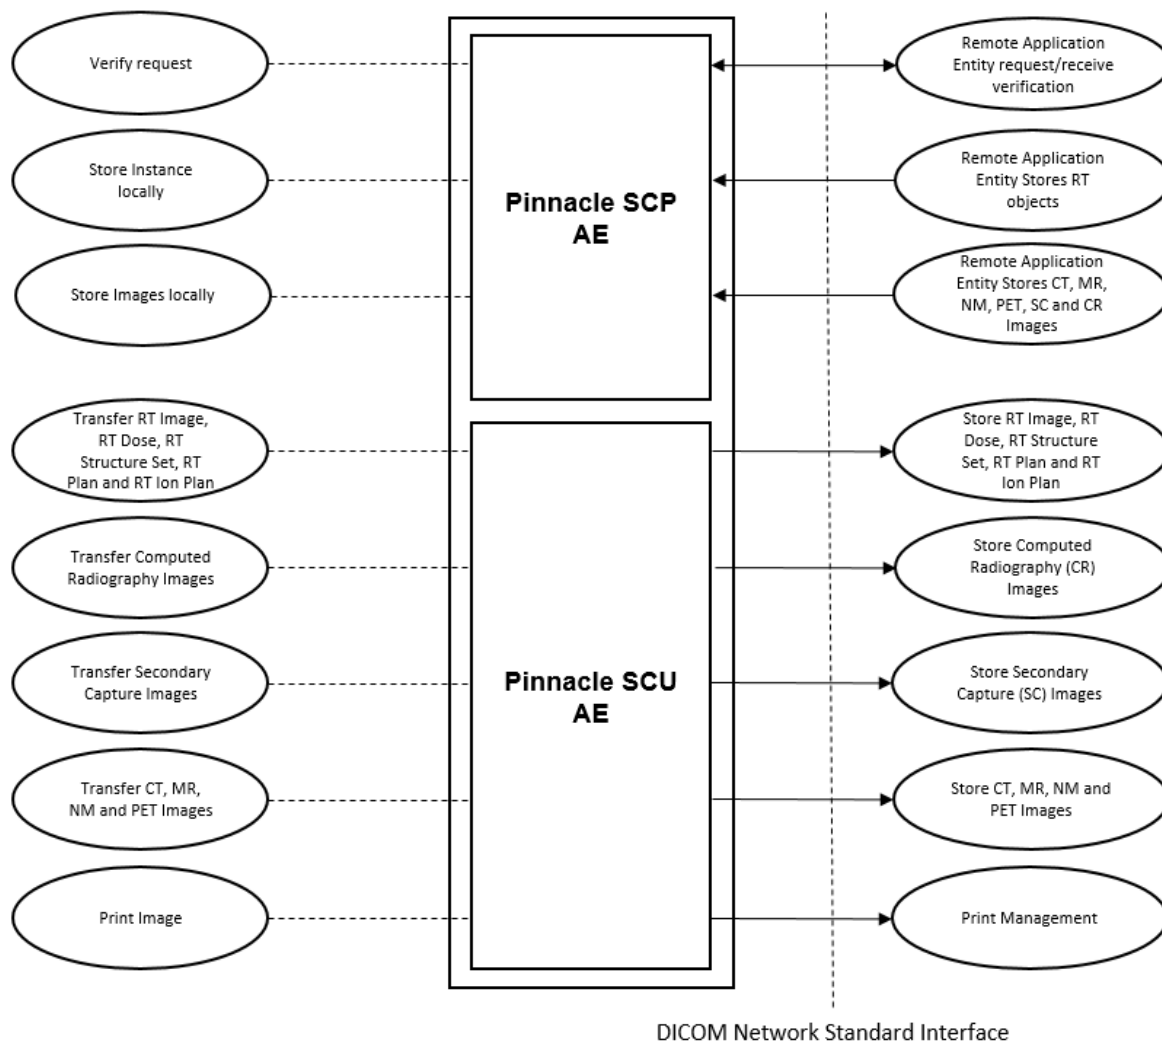 Verify request
Remote Application
Entity request/receive
verification
Store Instance
locally
Pinnacle SCP
AE
Remote Application
Entity Stores RT
objects
Store Images locally
Remote Application
Entity Stores CT, MR,
NM, PET, SC and CR
Images
Transfer RT Image,
RT Dose, RT
Structure Set, RT
Plan and RT Ion Plan
Store RT Image, RT
Dose, RT Structure
Set, RT Plan and RT
Ion Plan
Transfer Computed
Radiography Images
Store Computed
Radiography (CR)
Images
Transfer Secondary
Capture Images
Pinnacle SCU
AE
Store Secondary
Capture (SC) Images
Transfer CT, MR,
NM and PET Images
Store CT, MR, NM and
PET Images
Print Image
Print Management
DICOM Network Standard Interface